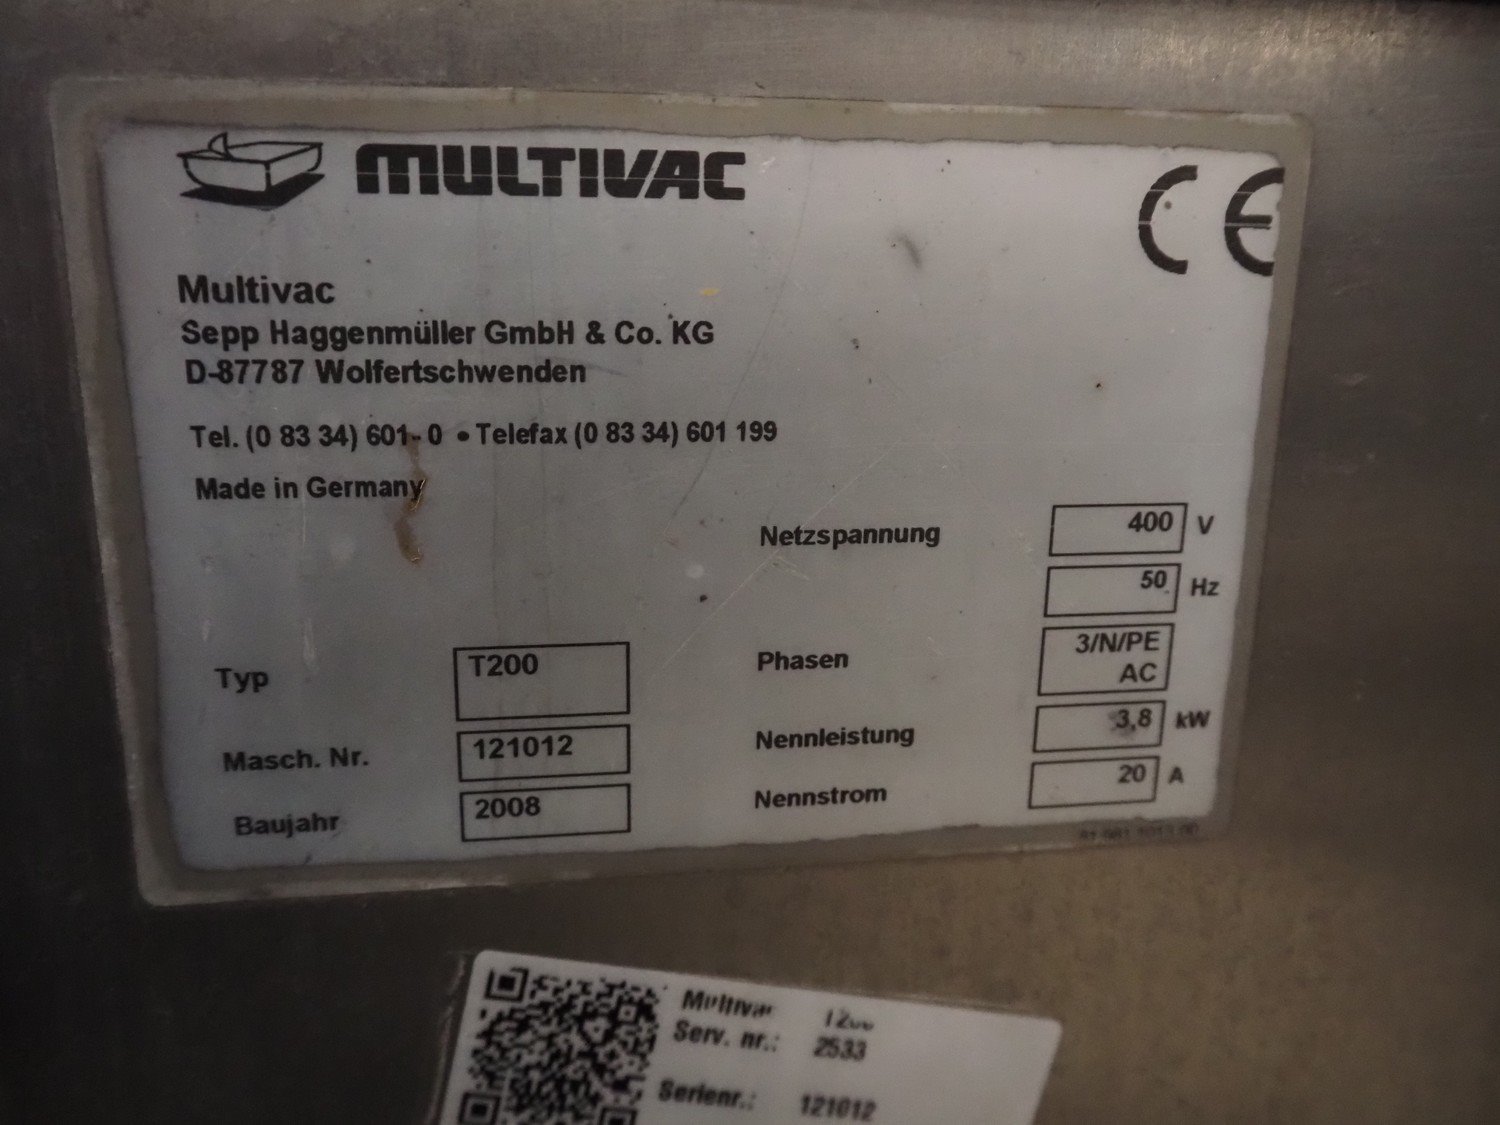 MULTIVAC
CE
Multivac
Sepp Haggenmüller GmbH & Co. KG
D-87787 Wolfertschwenden
Tel. (0 83 34) 601- 0 • Telefax (0 83 34) 601 199
Made in Germany
Netzspannung 400 V
50 Hz
Typ T200
Phasen 3/N/PE
AC
Masch. Nr. 121012
Nennleistung 3,8 kW
Baujahr 2008
Nennstrom 20 A
Multivac T200
Serv. nr.: 2533
Serienr.: 121012